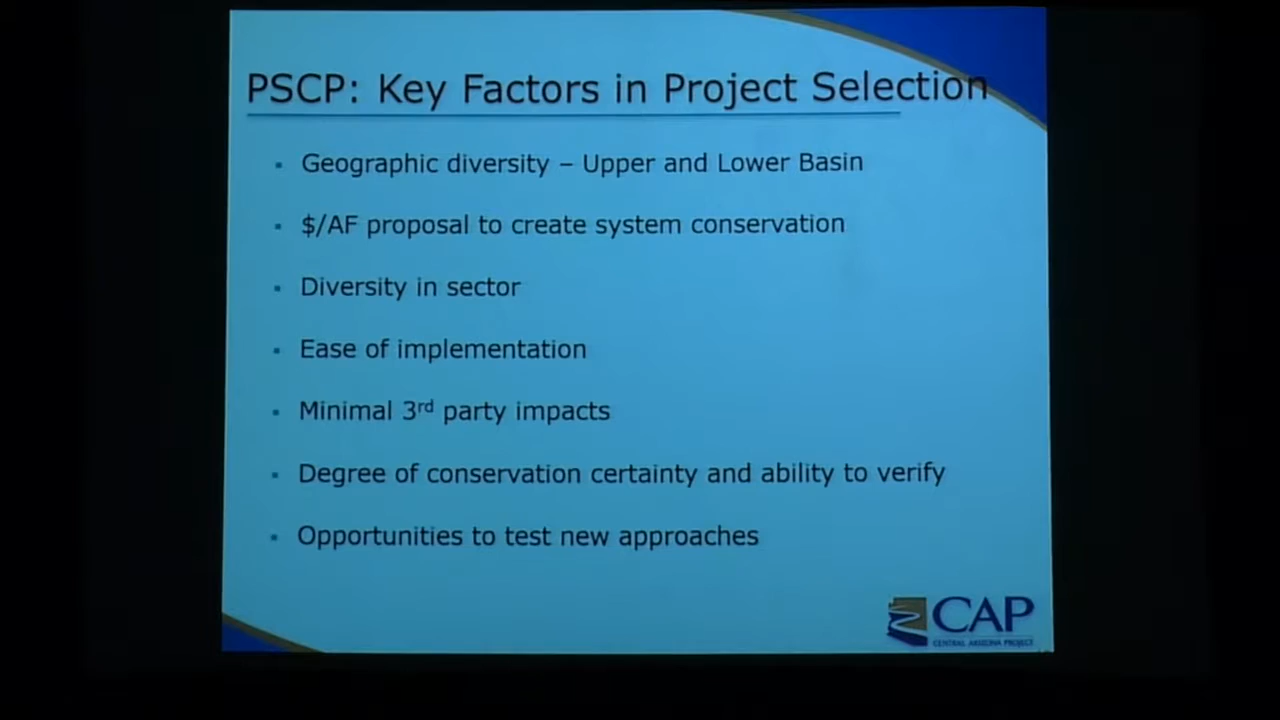 PSCP: Key Factors in Project Selection
▪ Geographic diversity – Upper and Lower Basin
▪ $/AF proposal to create system conservation
▪ Diversity in sector
▪ Ease of implementation
▪ Minimal 3rd party impacts
▪ Degree of conservation certainty and ability to verify
▪ Opportunities to test new approaches
CAP
CENTRAL ARIZONA PROJECT